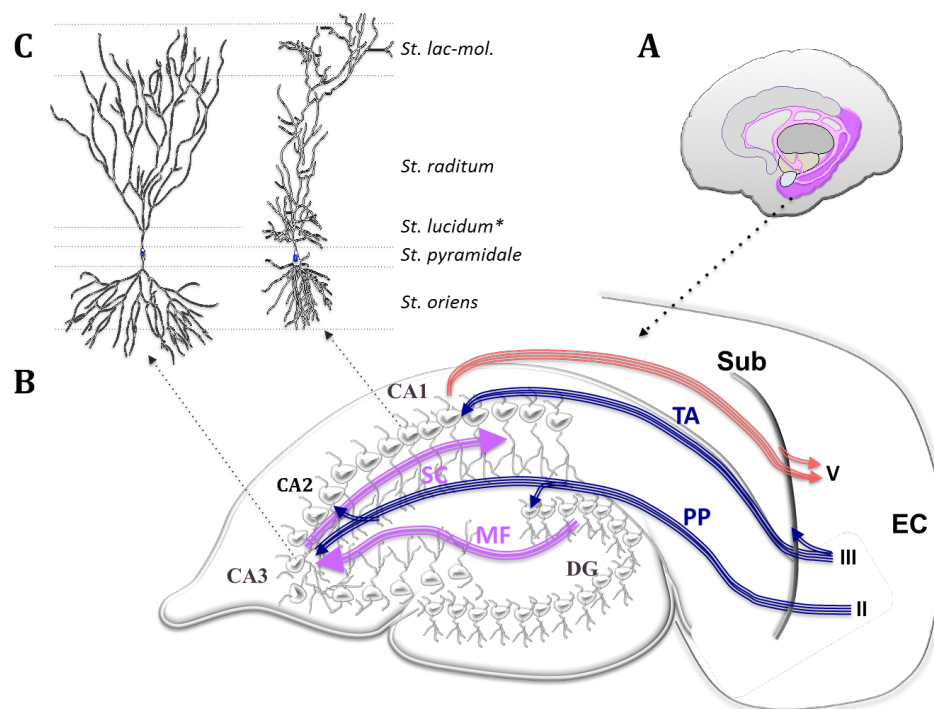 C
St. lac-mol.
St. raditum
St. lucidum*
St. pyramidale
St. oriens
A
B
CA1
CA2
CA3
SC
MF
DG
TA
PP
Sub
V
EC
III
II